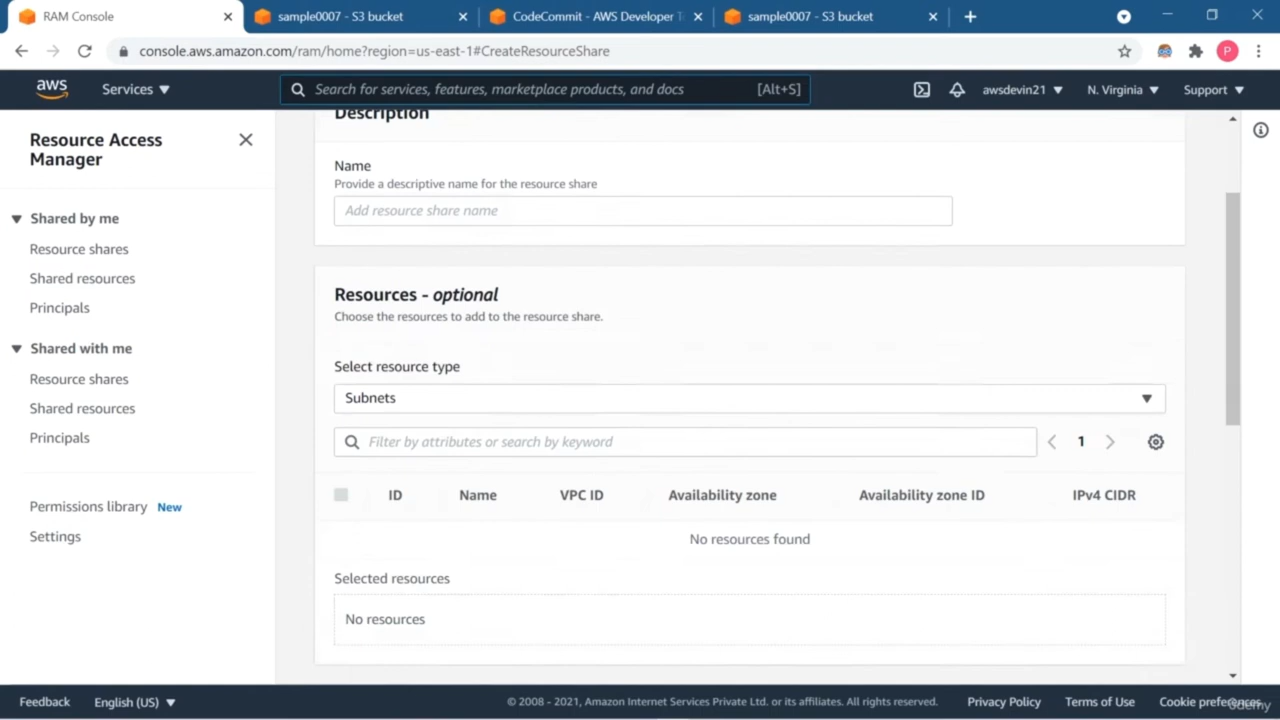 RAM Console
sample0007 - S3 bucket
CodeCommit - AWS Developer T
sample0007 - S3 bucket
console.aws.amazon.com/ram/home?region=us-east-1#CreateResourceShare
P
aws
Services ▼
Search for services, features, marketplace products, and docs
[Alt+S]
awsdevin21 ▼
N. Virginia ▼
Support ▼
Resource Access
Manager
Shared by me
Resource shares
Shared resources
Principals
Shared with me
Resource shares
Shared resources
Principals
Permissions library New
Settings
Description
Name
Provide a descriptive name for the resource share
Add resource share name
Resources - optional
Choose the resources to add to the resource share.
Select resource type
Subnets
Filter by attributes or search by keyword
1
ID Name VPC ID Availability zone Availability zone ID IPv4 CIDR
No resources found
Selected resources
No resources
Feedback
English (US) ▼
© 2008 - 2021, Amazon Internet Services Private Ltd. or its affiliates. All rights reserved.
Privacy Policy
Terms of Use
Cookie preferences
Udemy